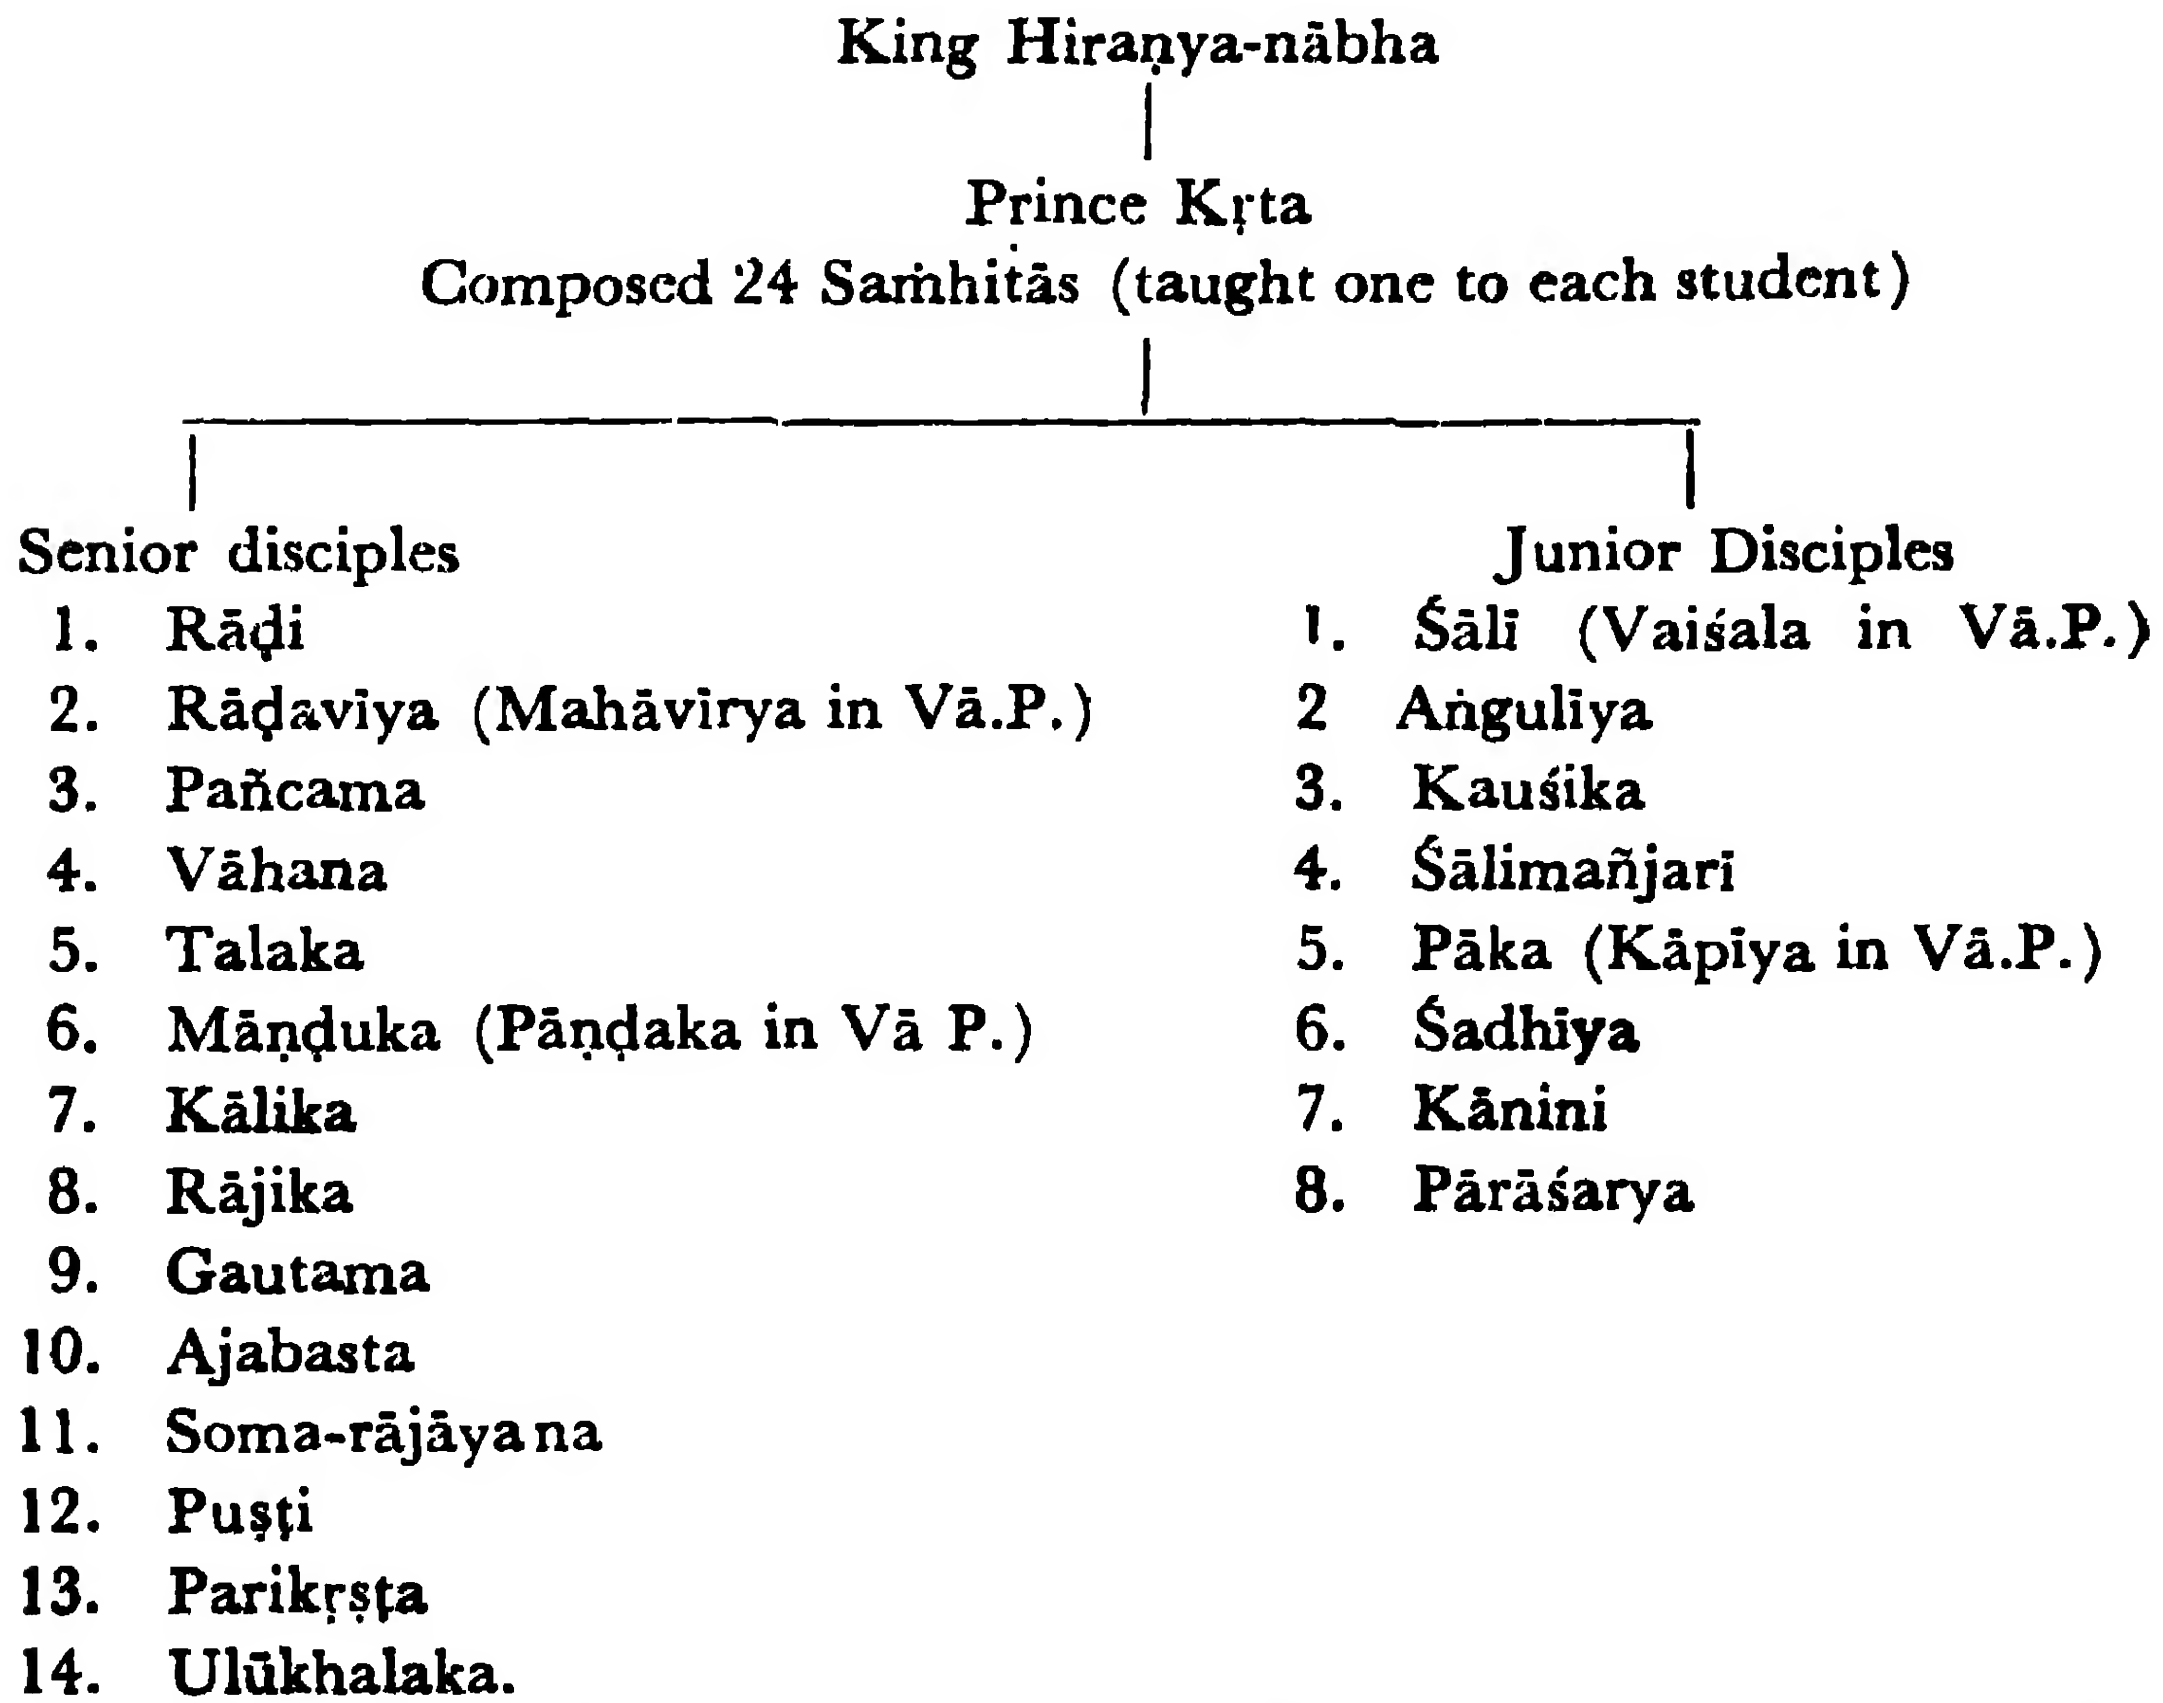 King Hiraṇya-nābha
Prince Kṛta
Composed 24 Saṁhitās (taught one to each student)
Senior disciples
1. Rāḍi
2. Rāḍavīya (Mahāvīrya in Vā.P.)
3. Pañcama
4. Vāhana
5. Talaka
6. Māṇḍuka (Pāṇḍaka in Vā P.)
7. Kālika
8. Rājika
9. Gautama
10. Ajabasta
11. Soma-rājāyana
12. Puṣṭi
13. Parikṛṣṭa
14. Ulūkhalaka.
Junior Disciples
1. Śālī (Vaiśala in Vā.P.)
2 Aṅgulīya
3. Kauśika
4. Śālimañjarī
5. Pāka (Kāpīya in Vā.P.)
6. Śadhīya
7. Kānini
8. Pārāśarya